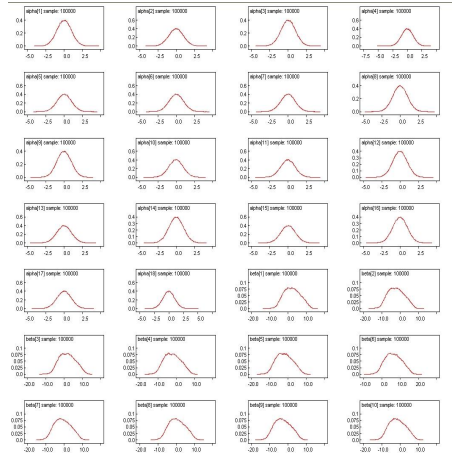 alpha[1] sample: 100000
0.4
0.2
0.0
-5.0 -2.5 0.0 2.5
alpha[2] sample: 100000
0.6
0.4
0.2
0.0
-5.0 -2.5 0.0 2.5
alpha[3] sample: 100000
0.4
0.2
0.0
-5.0 -2.5 0.0 2.5
alpha[4] sample: 100000
0.6
0.4
0.2
0.0
-7.5 -5.0 -2.5 0.0 2.5
alpha[5] sample: 100000
0.6
0.4
0.2
0.0
-5.0 -2.5 0.0 2.5
alpha[6] sample: 100000
0.6
0.4
0.2
0.0
-5.0 -2.5 0.0 2.5
alpha[7] sample: 100000
0.6
0.4
0.2
0.0
-5.0 -2.5 0.0 2.5
alpha[8] sample: 100000
0.4
0.2
0.0
-5.0 -2.5 0.0 2.5
alpha[9] sample: 100000
0.4
0.2
0.0
-5.0 -2.5 0.0 2.5
alpha[10] sample: 100000
0.6
0.4
0.2
0.0
-5.0 -2.5 0.0 2.5
alpha[11] sample: 100000
0.6
0.4
0.2
0.0
-5.0 -2.5 0.0 2.5
alpha[12] sample: 100000
0.4
0.3
0.2
0.1
0.0
-5.0 -2.5 0.0 2.5
alpha[13] sample: 100000
0.6
0.4
0.2
0.0
-5.0 -2.5 0.0 2.5
alpha[14] sample: 100000
0.4
0.3
0.2
0.1
0.0
-5.0 -2.5 0.0 2.5
alpha[15] sample: 100000
0.6
0.4
0.2
0.0
-5.0 -2.5 0.0 2.5
alpha[16] sample: 100000
0.4
0.3
0.2
0.1
0.0
-5.0 -2.5 0.0 2.5
alpha[17] sample: 100000
0.6
0.4
0.2
0.0
-5.0 -2.5 0.0 2.5
alpha[18] sample: 100000
0.6
0.4
0.2
0.0
-5.0 0.0 5.0
beta[1] sample: 100000
0.1
0.075
0.05
0.025
0.0
-20.0 -10.0 0.0 10.0
beta[2] sample: 100000
0.1
0.075
0.05
0.025
0.0
-20.0 -10.0 0.0 10.0
beta[3] sample: 100000
0.1
0.075
0.05
0.025
0.0
-20.0 -10.0 0.0 10.0
beta[4] sample: 100000
0.1
0.075
0.05
0.025
0.0
-20.0 -10.0 0.0 10.0
beta[5] sample: 100000
0.1
0.075
0.05
0.025
0.0
-20.0 -10.0 0.0 10.0
beta[6] sample: 100000
0.1
0.075
0.05
0.025
0.0
-10.0 0.0 10.0 20.0
beta[7] sample: 100000
0.1
0.075
0.05
0.025
0.0
-20.0 -10.0 0.0 10.0
beta[8] sample: 100000
0.1
0.075
0.05
0.025
0.0
-20.0 -10.0 0.0 10.0
beta[9] sample: 100000
0.1
0.075
0.05
0.025
0.0
-20.0 -10.0 0.0 10.0
beta[10] sample: 100000
0.1
0.075
0.05
0.025
0.0
-20.0 -10.0 0.0 10.0